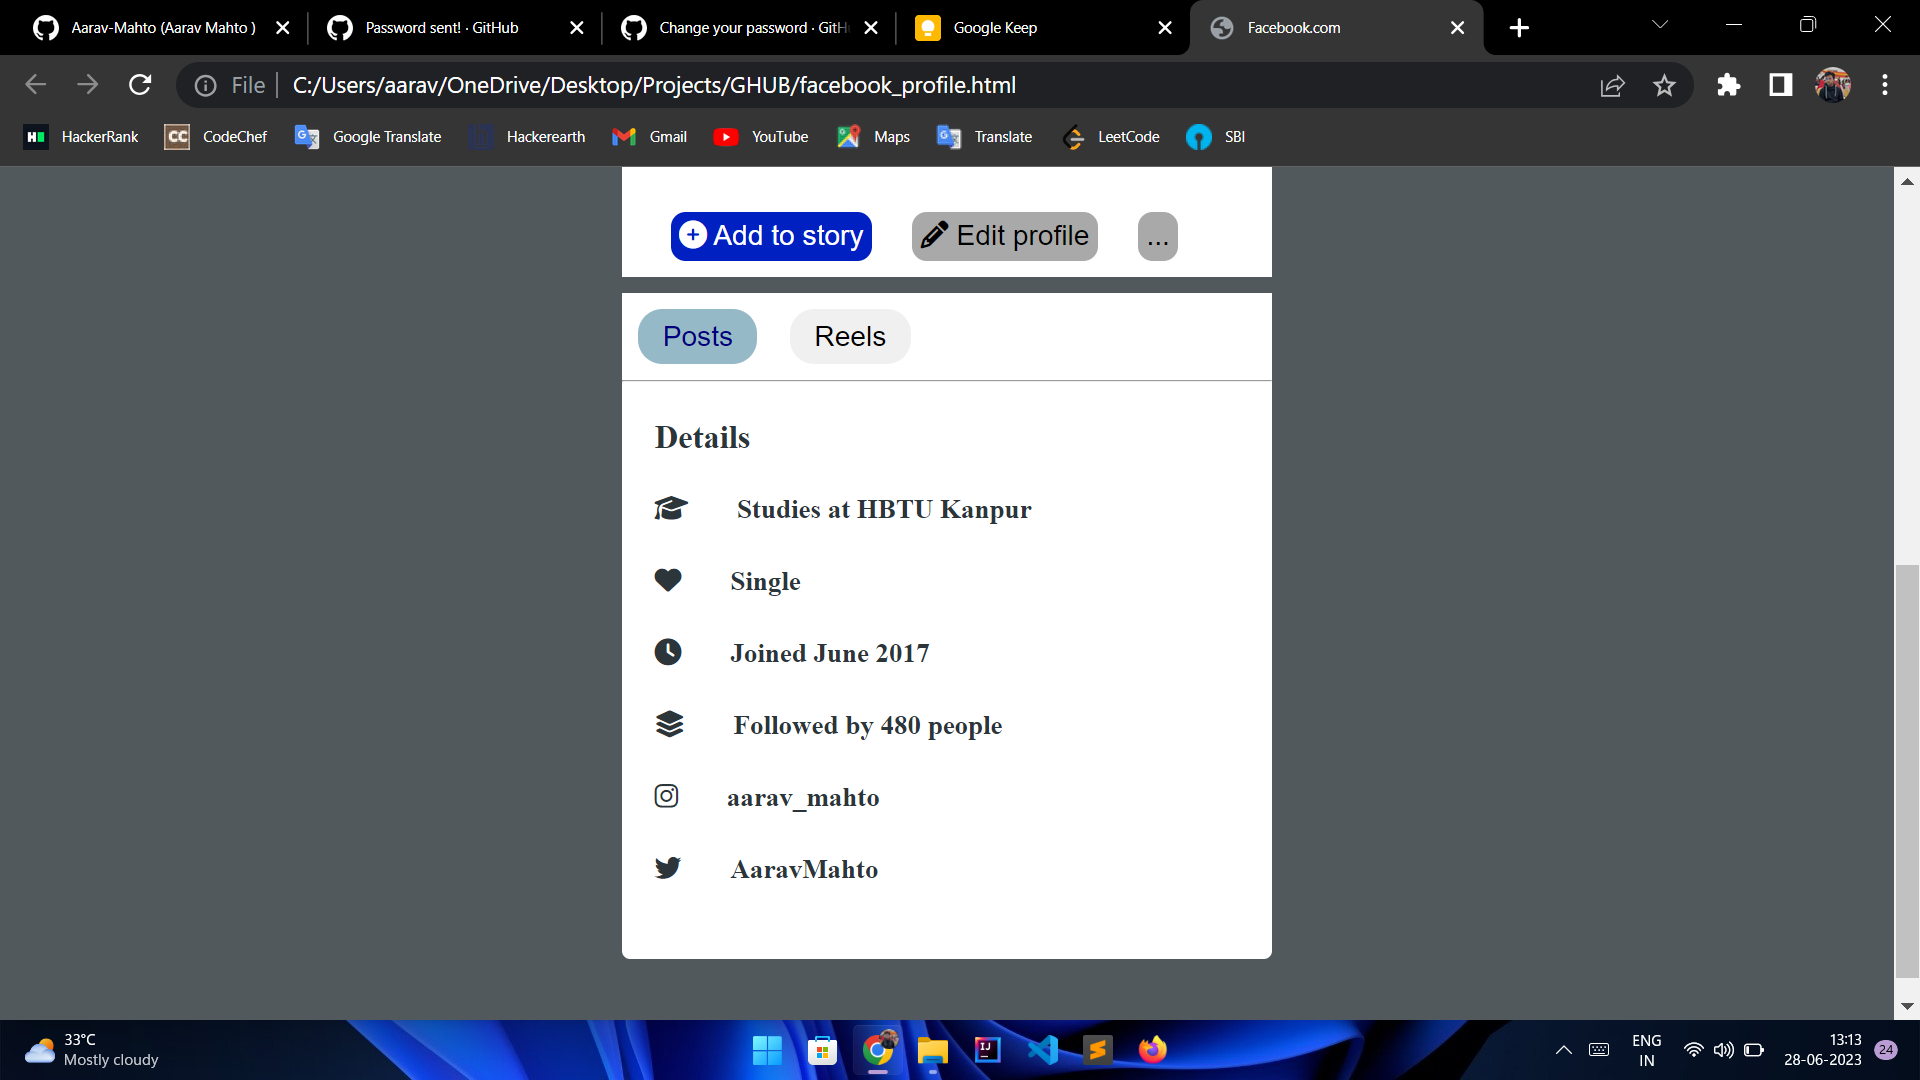 Aarav-Mahto (Aarav Mahto )
Password sent! · GitHub
Change your password · GitH
Google Keep
Facebook.com
File
C:/Users/aarav/OneDrive/Desktop/Projects/GHUB/facebook_profile.html
HackerRank
CodeChef
Google Translate
Hackerearth
Gmail
YouTube
Maps
Translate
LeetCode
SBI
Add to story
Edit profile
...
Posts
Reels
Details
Studies at HBTU Kanpur
Single
Joined June 2017
Followed by 480 people
aarav_mahto
AaravMahto
33°C
Mostly cloudy
ENG
IN
13:13
28-06-2023
24